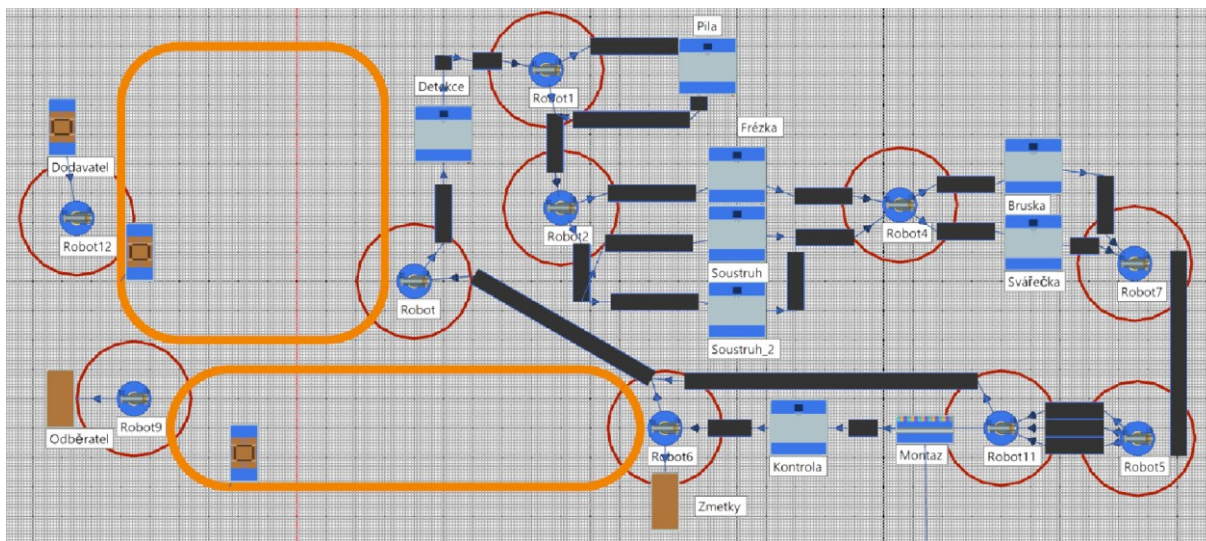 Pila
Detekce
Robot1
Frézka
Dodavatel
Bruska
Robot12
Robot2
Robot4
Soustruh
Svářečka
Robot7
Robot
Soustruh_2
Robot9
Odběratel
Robot6
Kontrola
Montaz
Robot11
Robot5
Zmetky